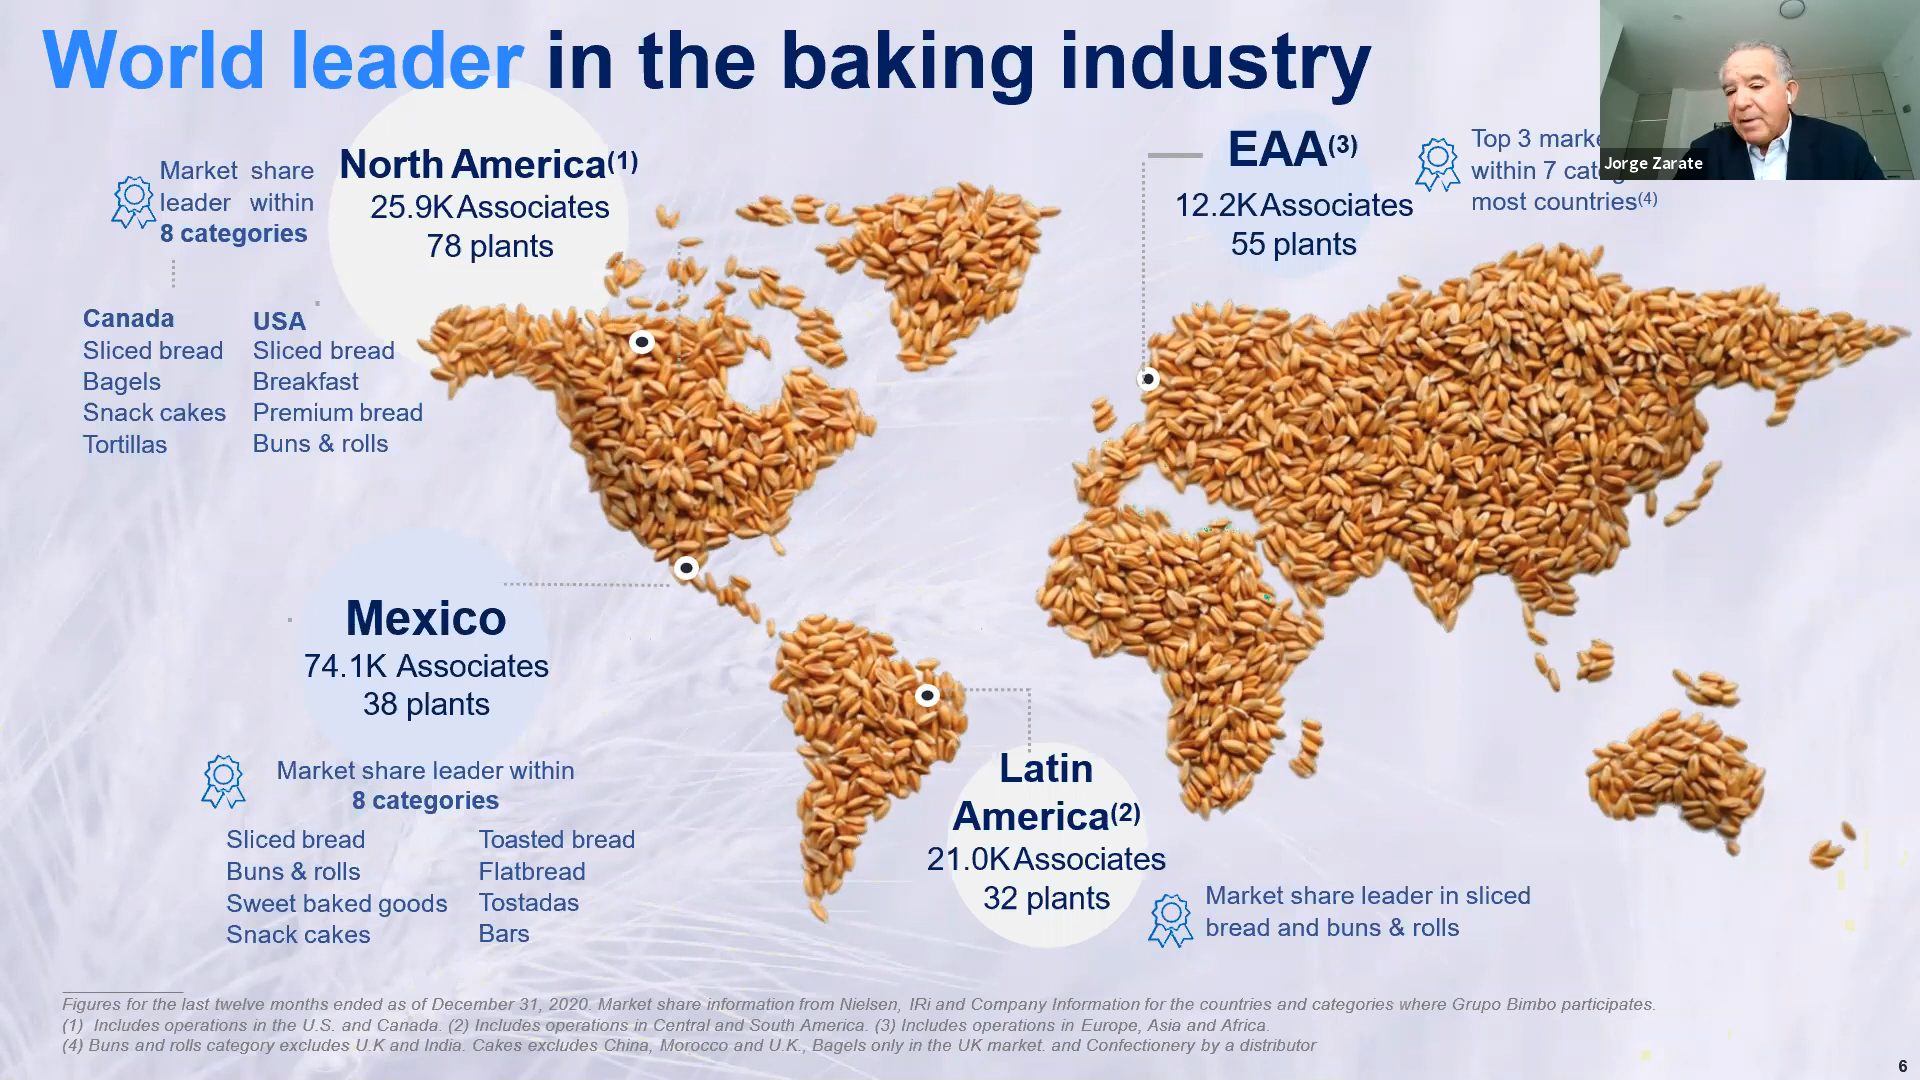 World leader in the baking industry
Jorge Zarate
Market share
leader within
8 categories
North America(1)
25.9K Associates
78 plants
Canada
Sliced bread
Bagels
Snack cakes
Tortillas
USA
Sliced bread
Breakfast
Premium bread
Buns & rolls
EAA(3)
12.2K Associates
55 plants
Top 3
within 7
most countries(4)
Mexico
74.1K Associates
38 plants
Market share leader within
8 categories
Sliced bread
Buns & rolls
Sweet baked goods
Snack cakes
Toasted bread
Flatbread
Tostadas
Bars
Latin
America(2)
21.0K Associates
32 plants
Market share leader in sliced
bread and buns & rolls
Figures for the last twelve months ended as of December 31, 2020. Market share information from Nielsen, IRi and Company Information for the countries and categories where Grupo Bimbo participates.
(1) Includes operations in the U.S. and Canada. (2) Includes operations in Central and South America. (3) Includes operations in Europe, Asia and Africa.
(4) Buns and rolls category excludes U.K and India. Cakes excludes China, Morocco and U.K., Bagels only in the UK market. and Confectionery by a distributor
6